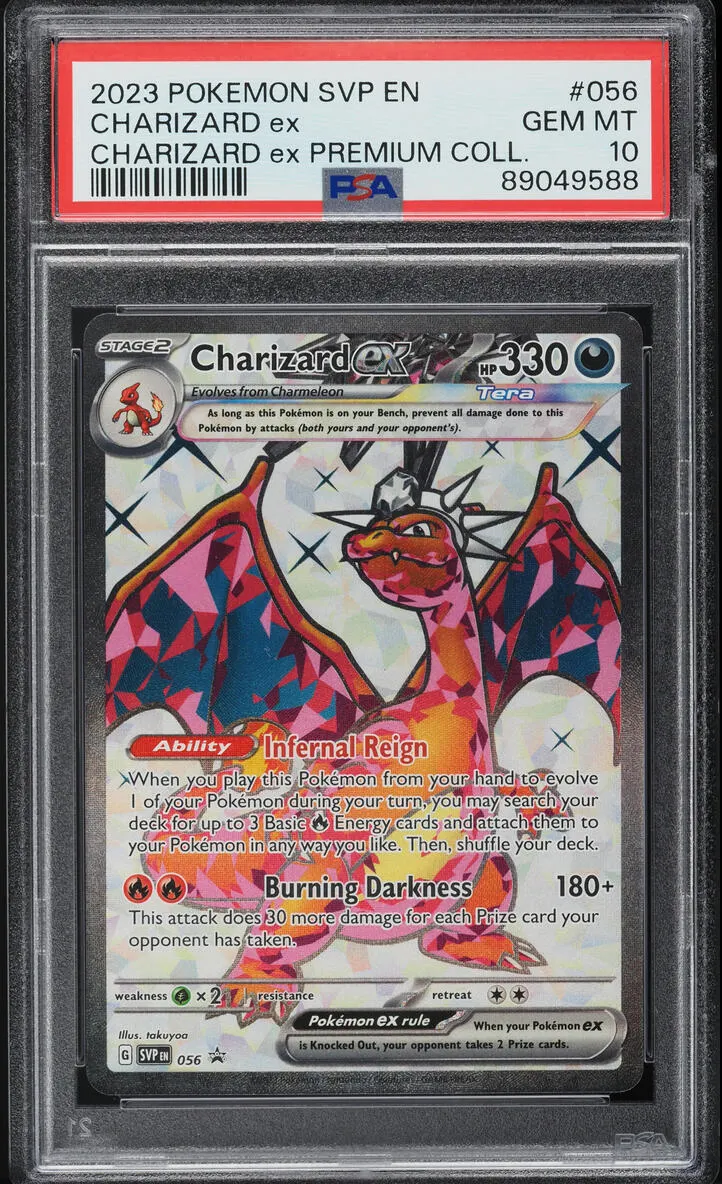 2023 POKEMON SVP EN #056
CHARIZARD ex GEM MT
CHARIZARD ex PREMIUM COLL. 10
PSA 89049588
STAGE2 Charizard ex HP 330
Evolves from Charmeleon Tera
As long as this Pokémon is on your Bench, prevent all damage done to this
Pokémon by attacks (both yours and your opponent's).
Ability Infernal Reign
When you play this Pokémon from your hand to evolve
1 of your Pokémon during your turn, you may search your
deck for up to 3 Basic Energy cards and attach them to
your Pokémon in any way you like. Then, shuffle your deck.
Burning Darkness 180+
This attack does 30 more damage for each Prize card your
opponent has taken.
weakness ×2 resistance retreat
Pokémon ex rule When your Pokémon ex
is Knocked Out, your opponent takes 2 Prize cards.
Illus. takuyoa
G SVP EN 056
21 PSA